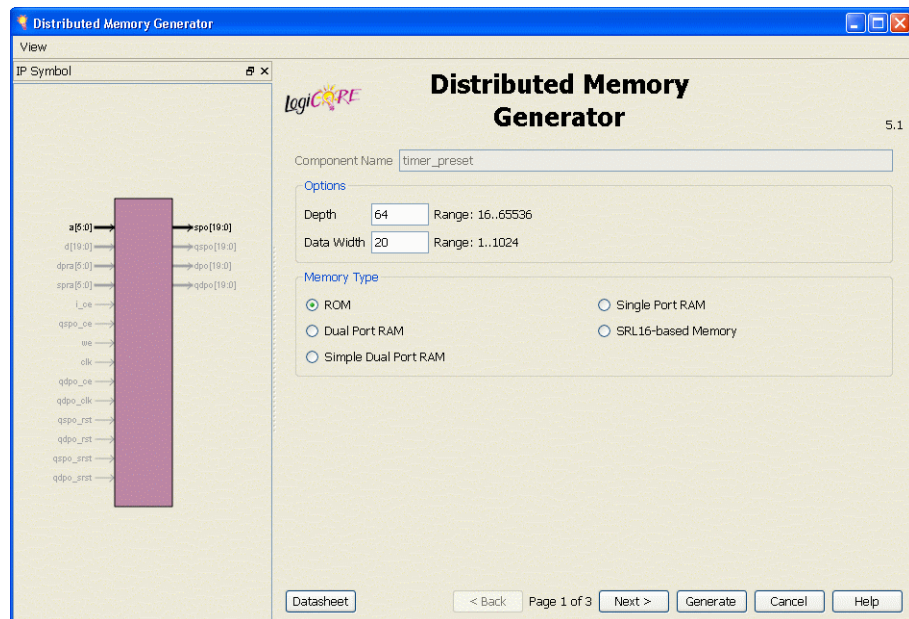 Distributed Memory Generator
View
IP Symbol
a[5:0]
d[19:0]
dpra[5:0]
spra[5:0]
i_ce
qspo_ce
we
clk
qdpo_ce
qdpo_clk
qspo_rst
qdpo_rst
qspo_srst
qdpo_srst
spo[19:0]
qspo[19:0]
dpo[19:0]
qdpo[19:0]
LogiCORE
Distributed Memory
Generator
5.1
Component Name timer_preset
Options
Depth 64 Range: 16..65536
Data Width 20 Range: 1..1024
Memory Type
ROM Single Port RAM
Dual Port RAM SRL16-based Memory
Simple Dual Port RAM
Datasheet < Back Page 1 of 3 Next > Generate Cancel Help